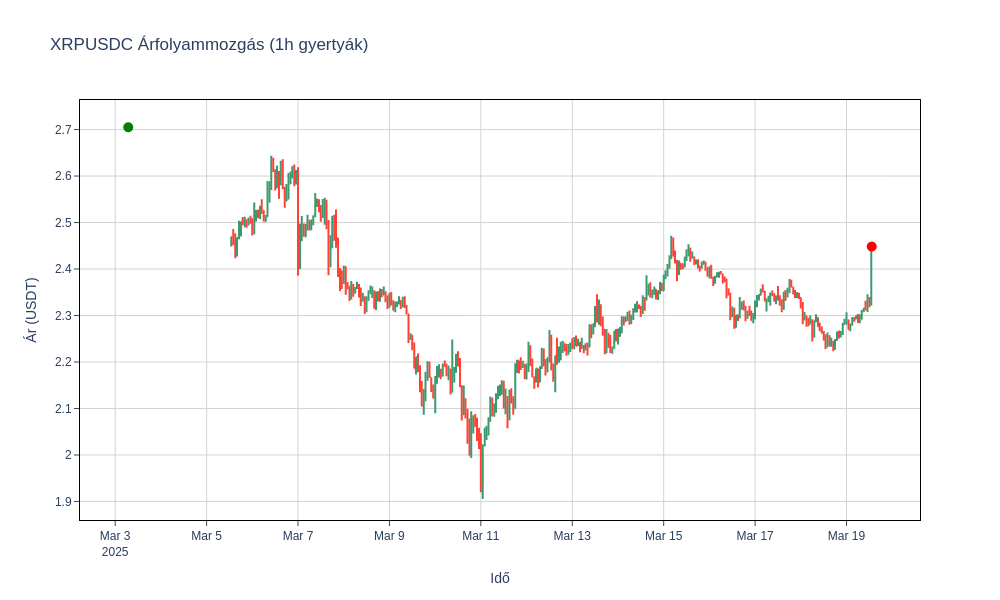 XRPUSDC Árfolyammozgás (1h gyertyák)
Ár (USDT)
2.7
2.6
2.5
2.4
2.3
2.2
2.1
2
1.9
Mar 3
2025
Mar 5
Mar 7
Mar 9
Mar 11
Mar 13
Mar 15
Mar 17
Mar 19
Idő